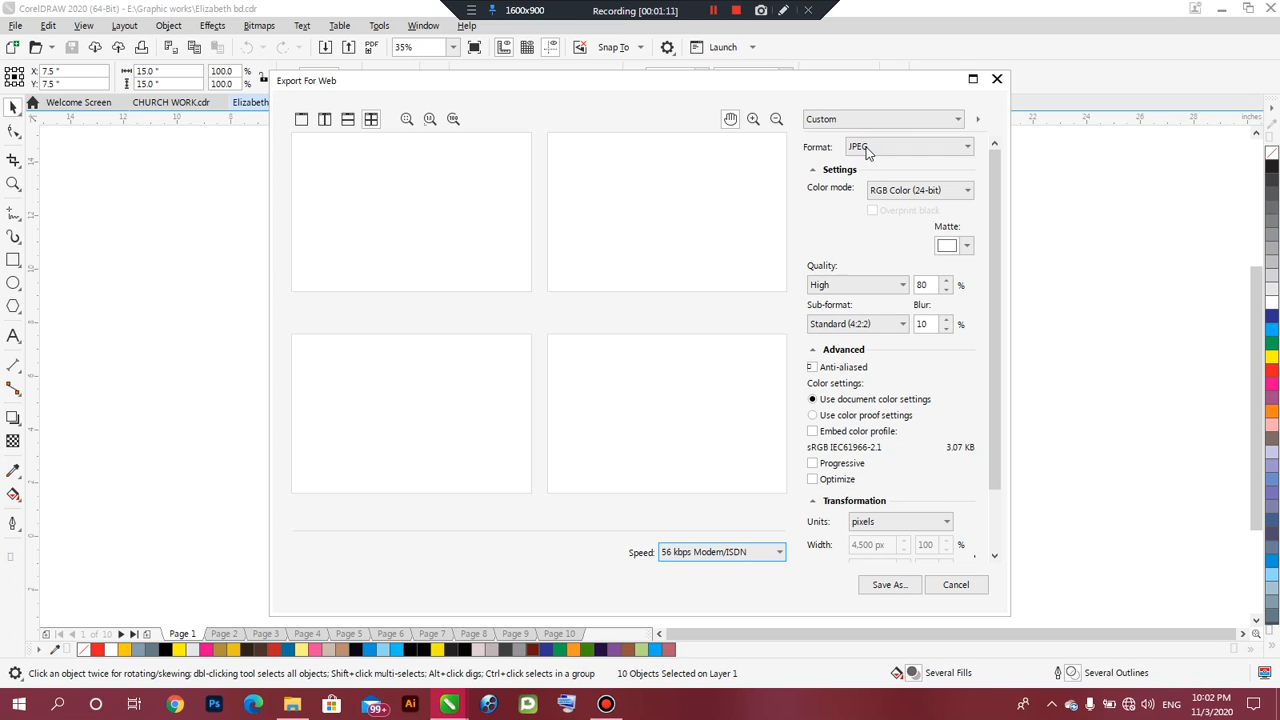 CorelDRAW 2020 (64-Bit) - E:\Graphic works\Elizabeth bd.cdr
1600x900
Recording [00:01:11]
File Edit View Layout Object Effects Bitmaps Text Table Tools Window Help
PDF 35% Snap To Launch
X: 7.5 " 15.0 " 100.0 %
Y: 7.5 " 15.0 " 100.0 %
Welcome Screen CHURCH WORK.cdr Elizabeth bd
14 12 10 8 22 inches
Export For Web
Custom
Format: JPEG
Settings
Color mode: RGB Color (24-bit)
Overprint black
Matte:
Quality:
High 80 %
Sub-format: Blur:
Standard (4:2:2) 10 %
Advanced
Anti-aliased
Color settings:
Use document color settings
Use color proof settings
Embed color profile:
sRGB IEC61966-2.1 3.07 KB
Progressive
Optimize
Transformation
Units: pixels
Width: 4,500 px 100 %
Speed: 56 kbps Modem/ISDN
Save As... Cancel
1 of 10 Page 1 Page 2 Page 3 Page 4 Page 5 Page 6 Page 7 Page 8 Page 9 Page 10
Click an object twice for rotating/skewing; dbl-clicking tool selects all objects; Shift+click multi-selects; Alt+click digs; Ctrl+click selects in a group 10 Objects Selected on Layer 1 Several Fills Several Outlines
99+ ENG 10:02 PM
11/3/2020